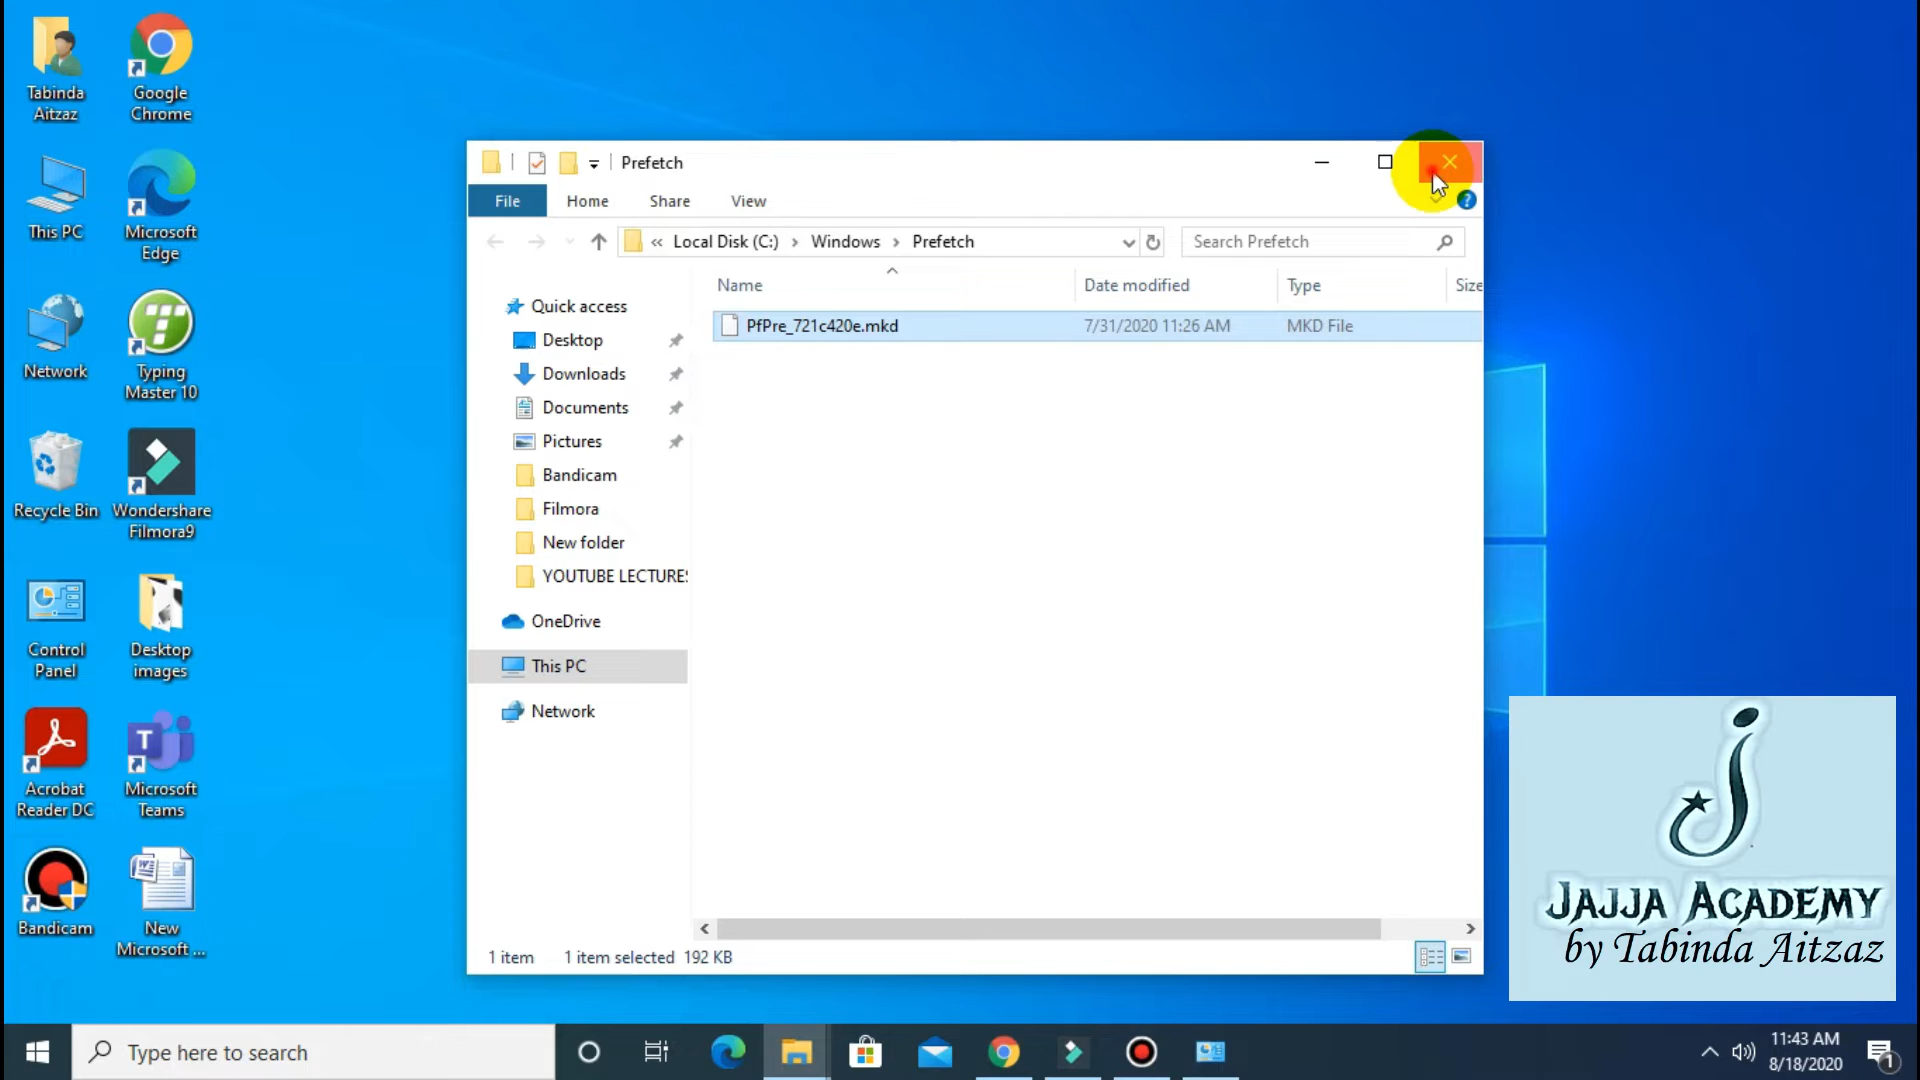 Tabinda
Aitzaz
Google
Chrome
This PC
Microsoft
Edge
Network
Typing
Master 10
Recycle Bin
Wondershare
Filmora9
Control
Panel
Desktop
images
Acrobat
Reader DC
Microsoft
Teams
Bandicam
New
Microsoft ...
Prefetch
File Home Share View
« Local Disk (C:) › Windows › Prefetch
Search Prefetch
Name Date modified Type Size
PfPre_721c420e.mkd 7/31/2020 11:26 AM MKD File
Quick access
Desktop
Downloads
Documents
Pictures
Bandicam
Filmora
New folder
YOUTUBE LECTURES
OneDrive
This PC
Network
1 item 1 item selected 192 KB
JAJJA ACADEMY
by Tabinda Aitzaz
Type here to search
11:43 AM
8/18/2020
1